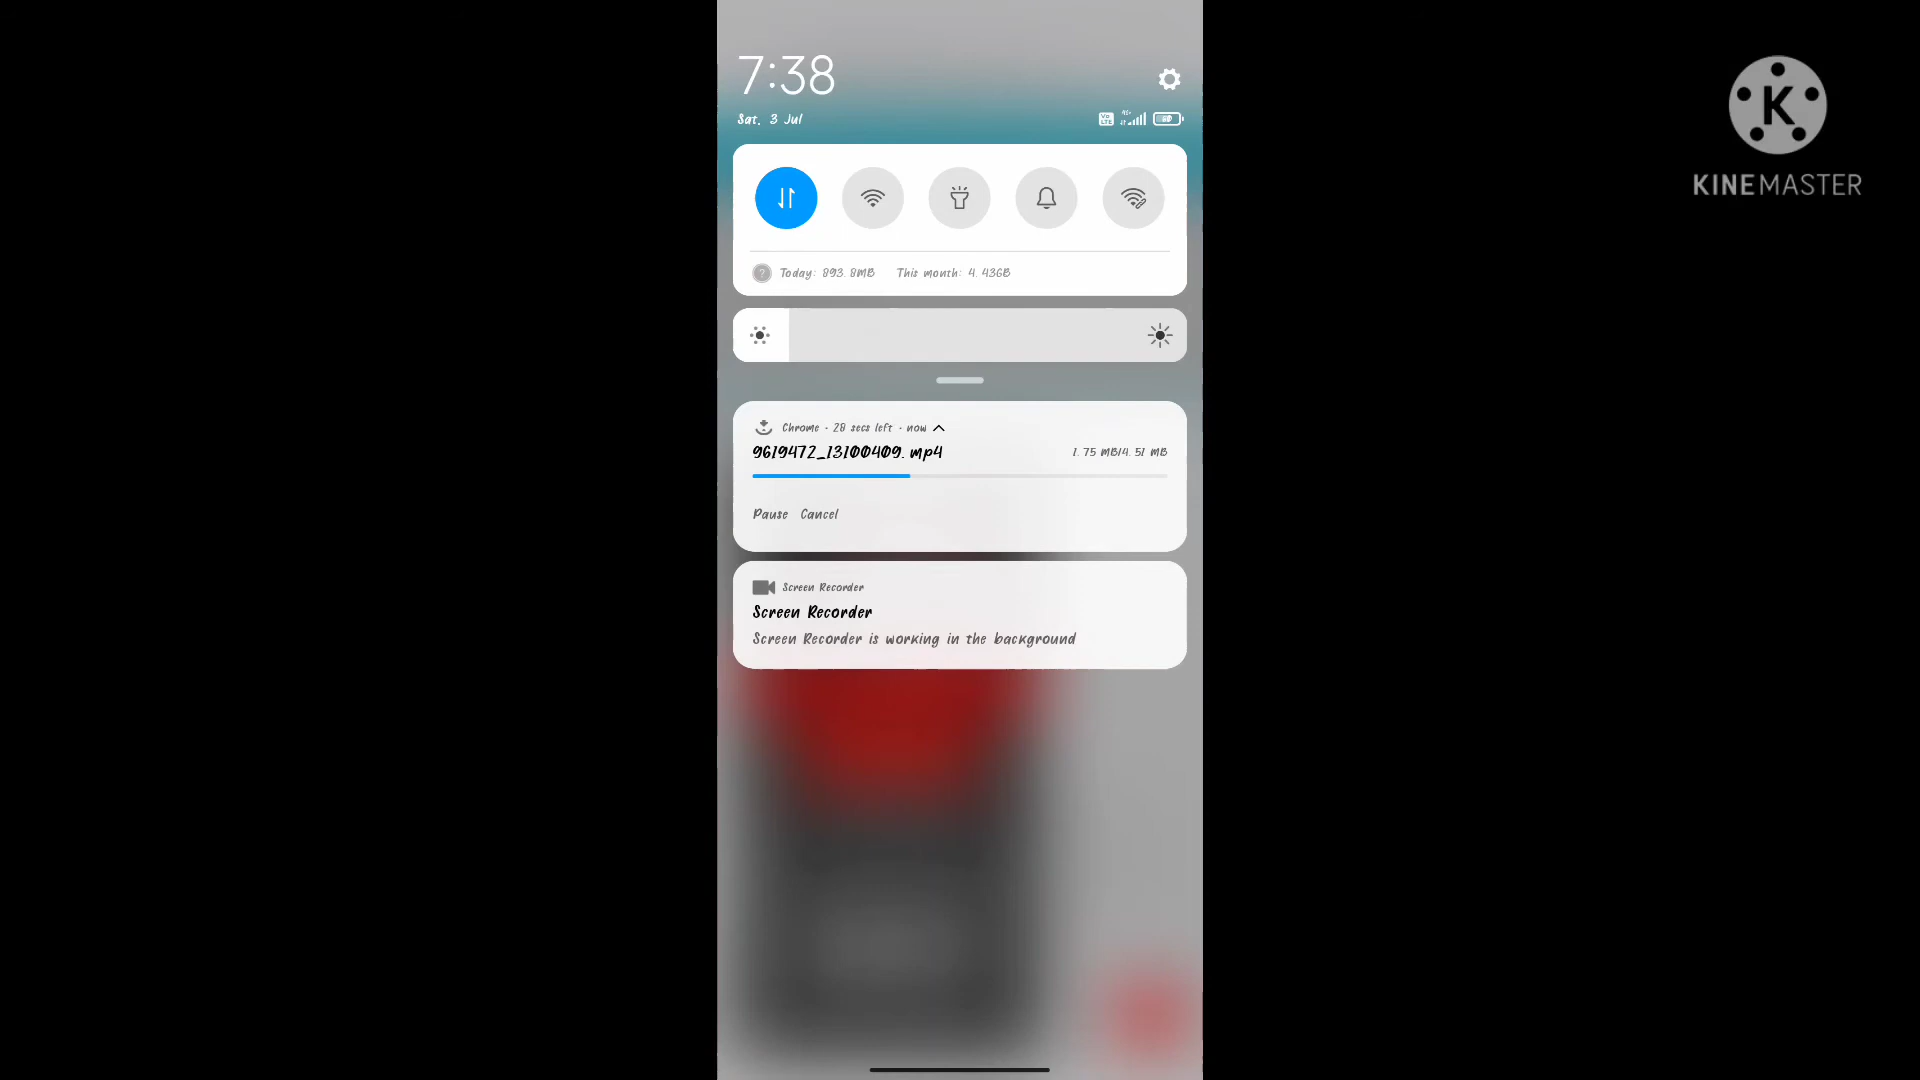 7:38
Sat, 3 Jul
K
KINEMASTER
Today: 893.8MB This month: 4.43GB
Chrome • 28 secs left • now
9619472_13100409.mp4
1.75 MB/4.51 MB
Pause Cancel
Screen Recorder
Screen Recorder
Screen Recorder is working in the background